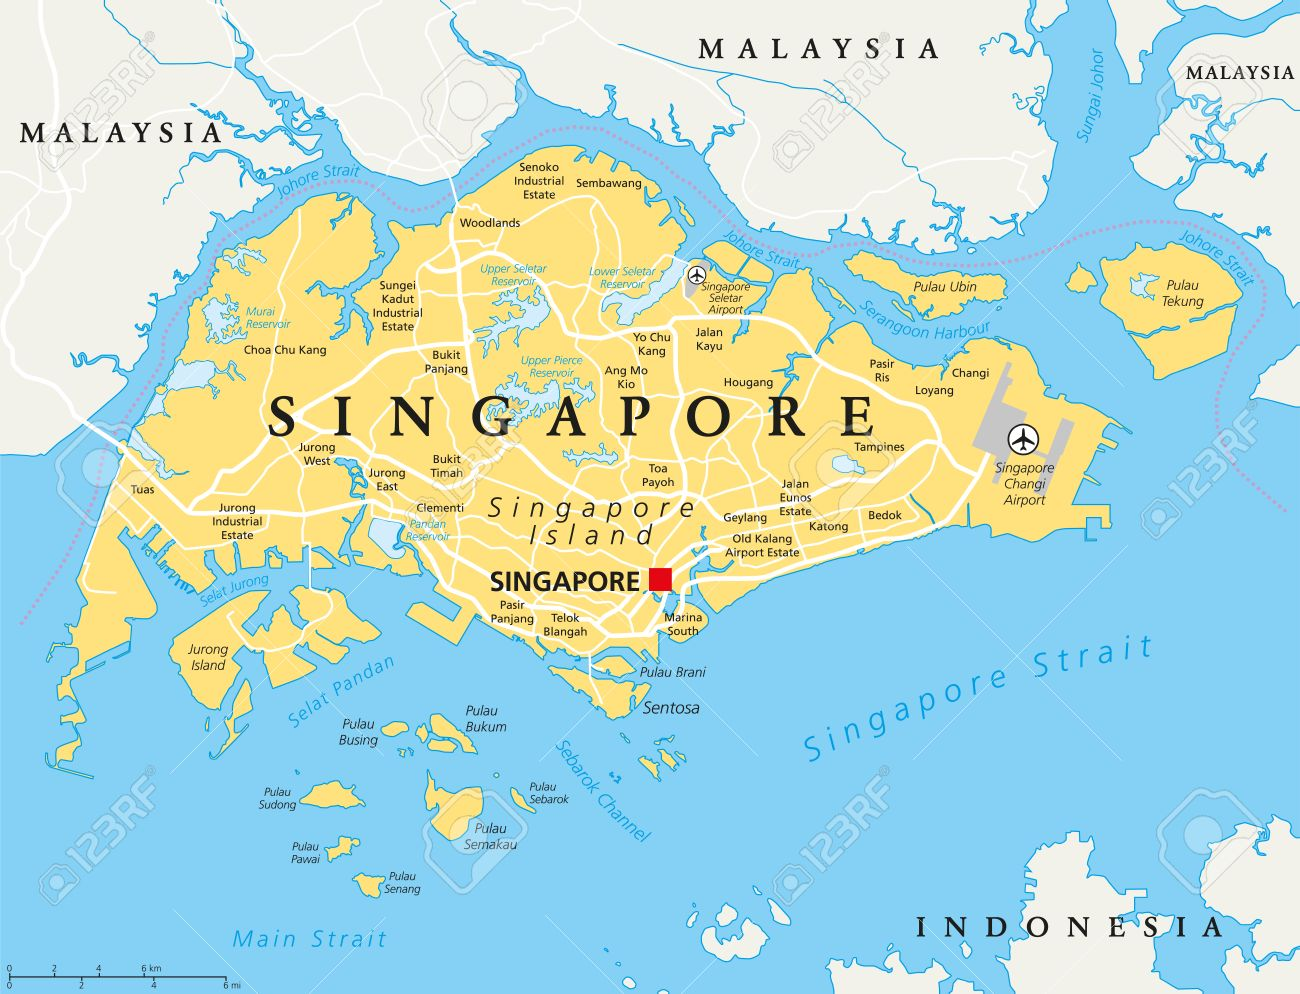 MALAYSIA
MALAYSIA
MALAYSIA
Sungai Johor
Johore Strait
Senoko
Industrial
Estate
Sembawang
Woodlands
Johore Strait
Johore Strait
Upper Seletar
Reservoir
Lower Seletar
Reservoir
Singapore
Seletar
Airport
Pulau Ubin
Pulau
Tekong
Sungei
Kadut
Industrial
Estate
Murai
Reservoir
Serangoon Harbour
Choa Chu Kang
Bukit
Panjang
Upper Pierce
Reservoir
Yo Chu
Kang
Jalan
Kayu
Ang Mo
Kio
Hougang
Pasir
Ris
Loyang
Changi
SINGAPORE
Jurong
West
Jurong
East
Bukit
Timah
Toa
Payoh
Tampines
Singapore
Changi
Airport
Tuas
Jurong
Industrial
Estate
Clementi
Pandan
Reservoir
Singapore
Island
Jalan
Eunos
Estate
Geylang
Katong
Bedok
Old Kalang
Airport Estate
SINGAPORE
Selat Jurong
Pasir
Panjang
Telok
Blangah
Marina
South
Jurong
Island
Selat Pandan
Pulau Brani
Sentosa
Singapore Strait
Pulau
Busing
Pulau
Bukum
Sebarok Channel
Pulau
Sudong
Pulau
Sebarok
Pulau
Semakau
Pulau
Pawai
Pulau
Senang
Main Strait
INDONESIA
0 2 4 6 km
0 2 4 6 mi
123RF